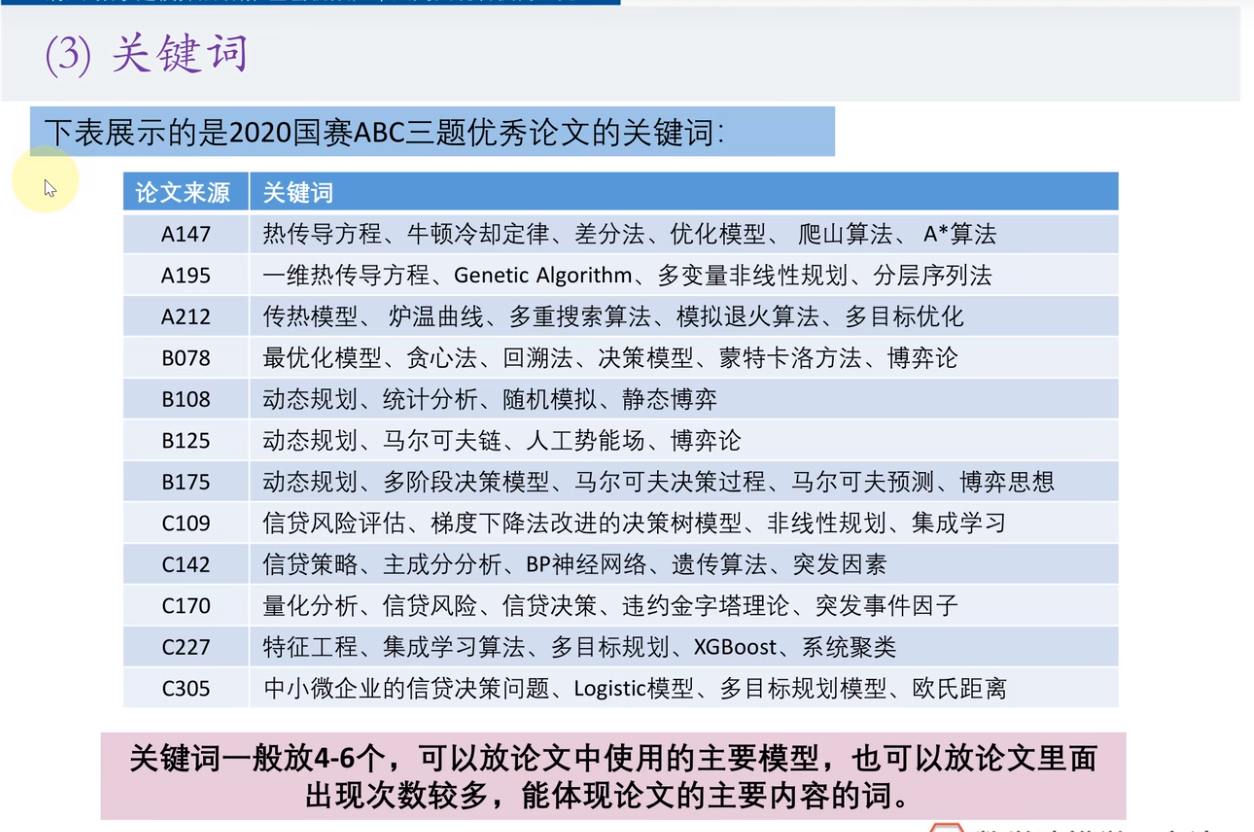 (3) 关键词
下表展示的是2020国赛ABC三题优秀论文的关键词：
论文来源 关键词
A147 热传导方程、牛顿冷却定律、差分法、优化模型、 爬山算法、 A*算法
A195 一维热传导方程、Genetic Algorithm、多变量非线性规划、分层序列法
A212 传热模型、 炉温曲线、多重搜索算法、模拟退火算法、多目标优化
B078 最优化模型、贪心法、回溯法、决策模型、蒙特卡洛方法、博弈论
B108 动态规划、统计分析、随机模拟、静态博弈
B125 动态规划、马尔可夫链、人工势能场、博弈论
B175 动态规划、多阶段决策模型、马尔可夫决策过程、马尔可夫预测、博弈思想
C109 信贷风险评估、梯度下降法改进的决策树模型、非线性规划、集成学习
C142 信贷策略、主成分分析、BP神经网络、遗传算法、突发因素
C170 量化分析、信贷风险、信贷决策、违约金字塔理论、突发事件因子
C227 特征工程、集成学习算法、多目标规划、XGBoost、系统聚类
C305 中小微企业的信贷决策问题、Logistic模型、多目标规划模型、欧氏距离
关键词一般放4-6个，可以放论文中使用的主要模型，也可以放论文里面
出现次数较多，能体现论文的主要内容的词。